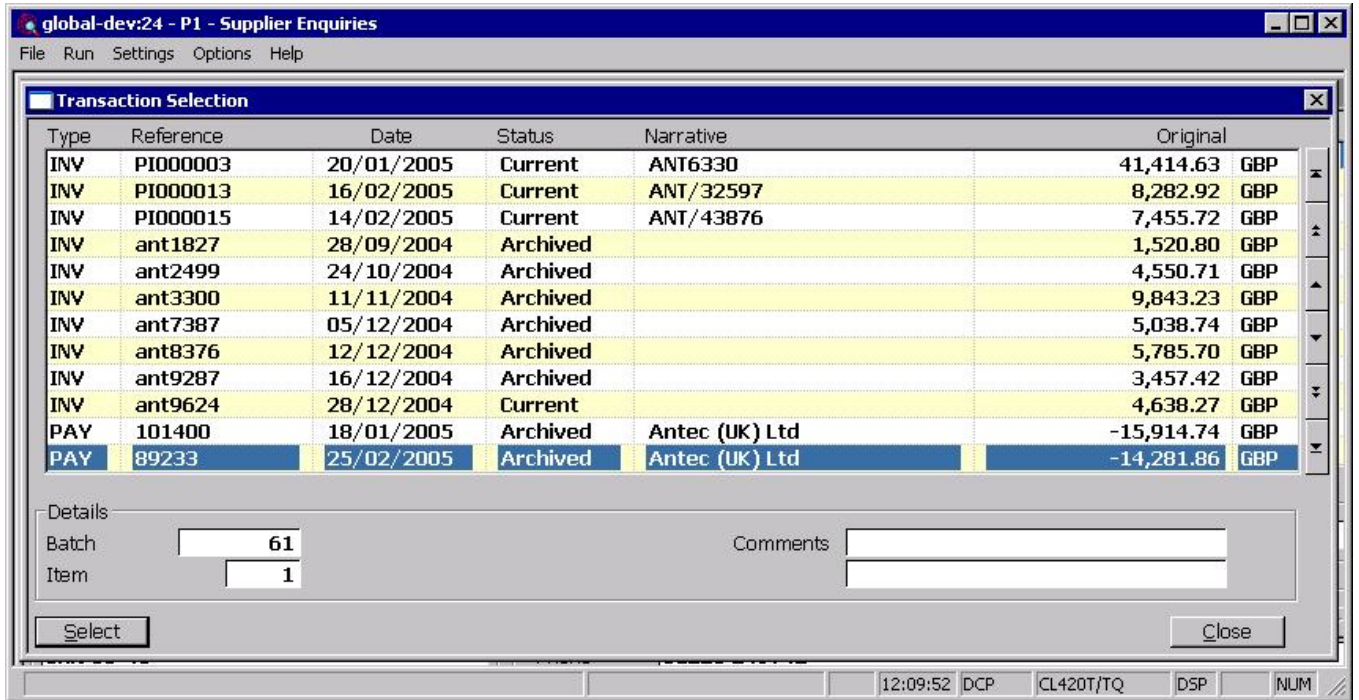 global-dev:24 - P1 - Supplier Enquiries
File Run Settings Options Help
Transaction Selection
Type Reference Date Status Narrative Original
INV PI000003 20/01/2005 Current ANT6330 41,414.63 GBP
INV PI000013 16/02/2005 Current ANT/32597 8,282.92 GBP
INV PI000015 14/02/2005 Current ANT/43876 7,455.72 GBP
INV ant1827 28/09/2004 Archived 1,520.80 GBP
INV ant2499 24/10/2004 Archived 4,550.71 GBP
INV ant3300 11/11/2004 Archived 9,843.23 GBP
INV ant7387 05/12/2004 Archived 5,038.74 GBP
INV ant8376 12/12/2004 Archived 5,785.70 GBP
INV ant9287 16/12/2004 Archived 3,457.42 GBP
INV ant9624 28/12/2004 Current 4,638.27 GBP
PAY 101400 18/01/2005 Archived Antec (UK) Ltd -15,914.74 GBP
PAY 89233 25/02/2005 Archived Antec (UK) Ltd -14,281.86 GBP
Details
Batch 61 Comments
Item 1
Select Close
12:09:52 DCP CL420T/TQ DSP NUM